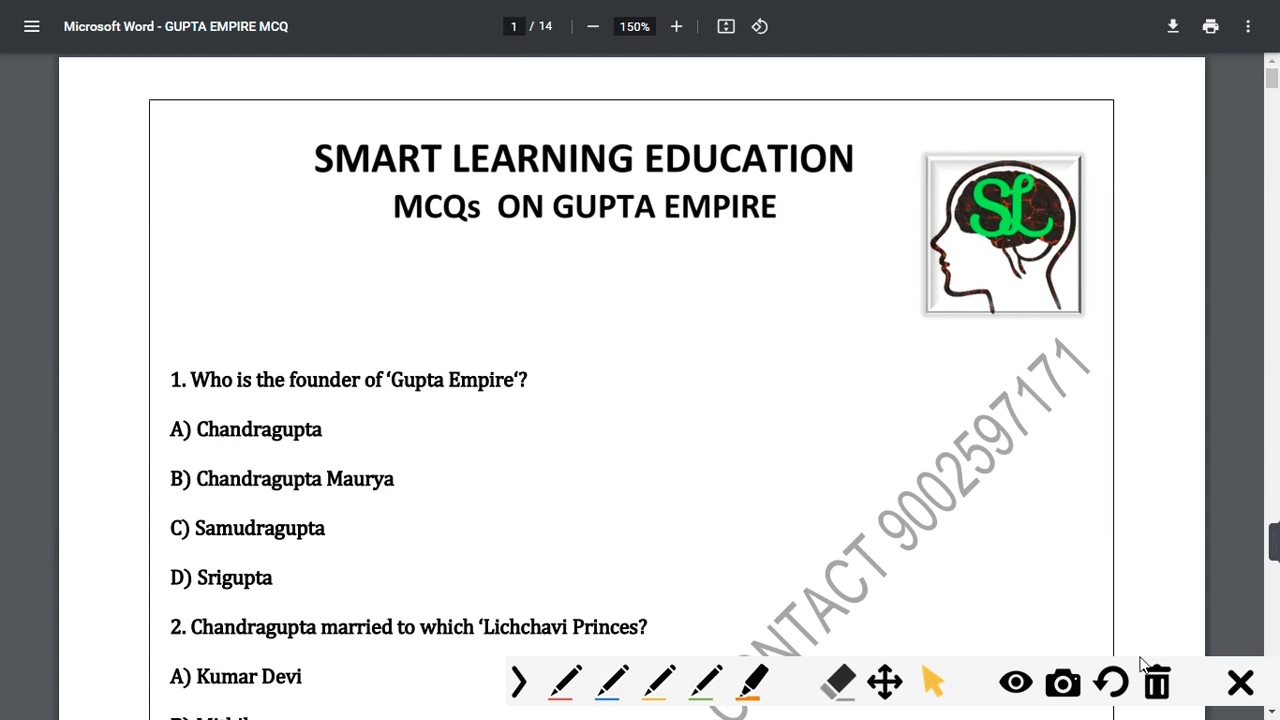 Microsoft Word - GUPTA EMPIRE MCQ
1 / 14
150%
SMART LEARNING EDUCATION
MCQs ON GUPTA EMPIRE
SL
1. Who is the founder of ‘Gupta Empire‘?
A) Chandragupta
B) Chandragupta Maurya
C) Samudragupta
D) Srigupta
2. Chandragupta married to which ‘Lichchavi Princes?
A) Kumar Devi
CONTACT 9002597171